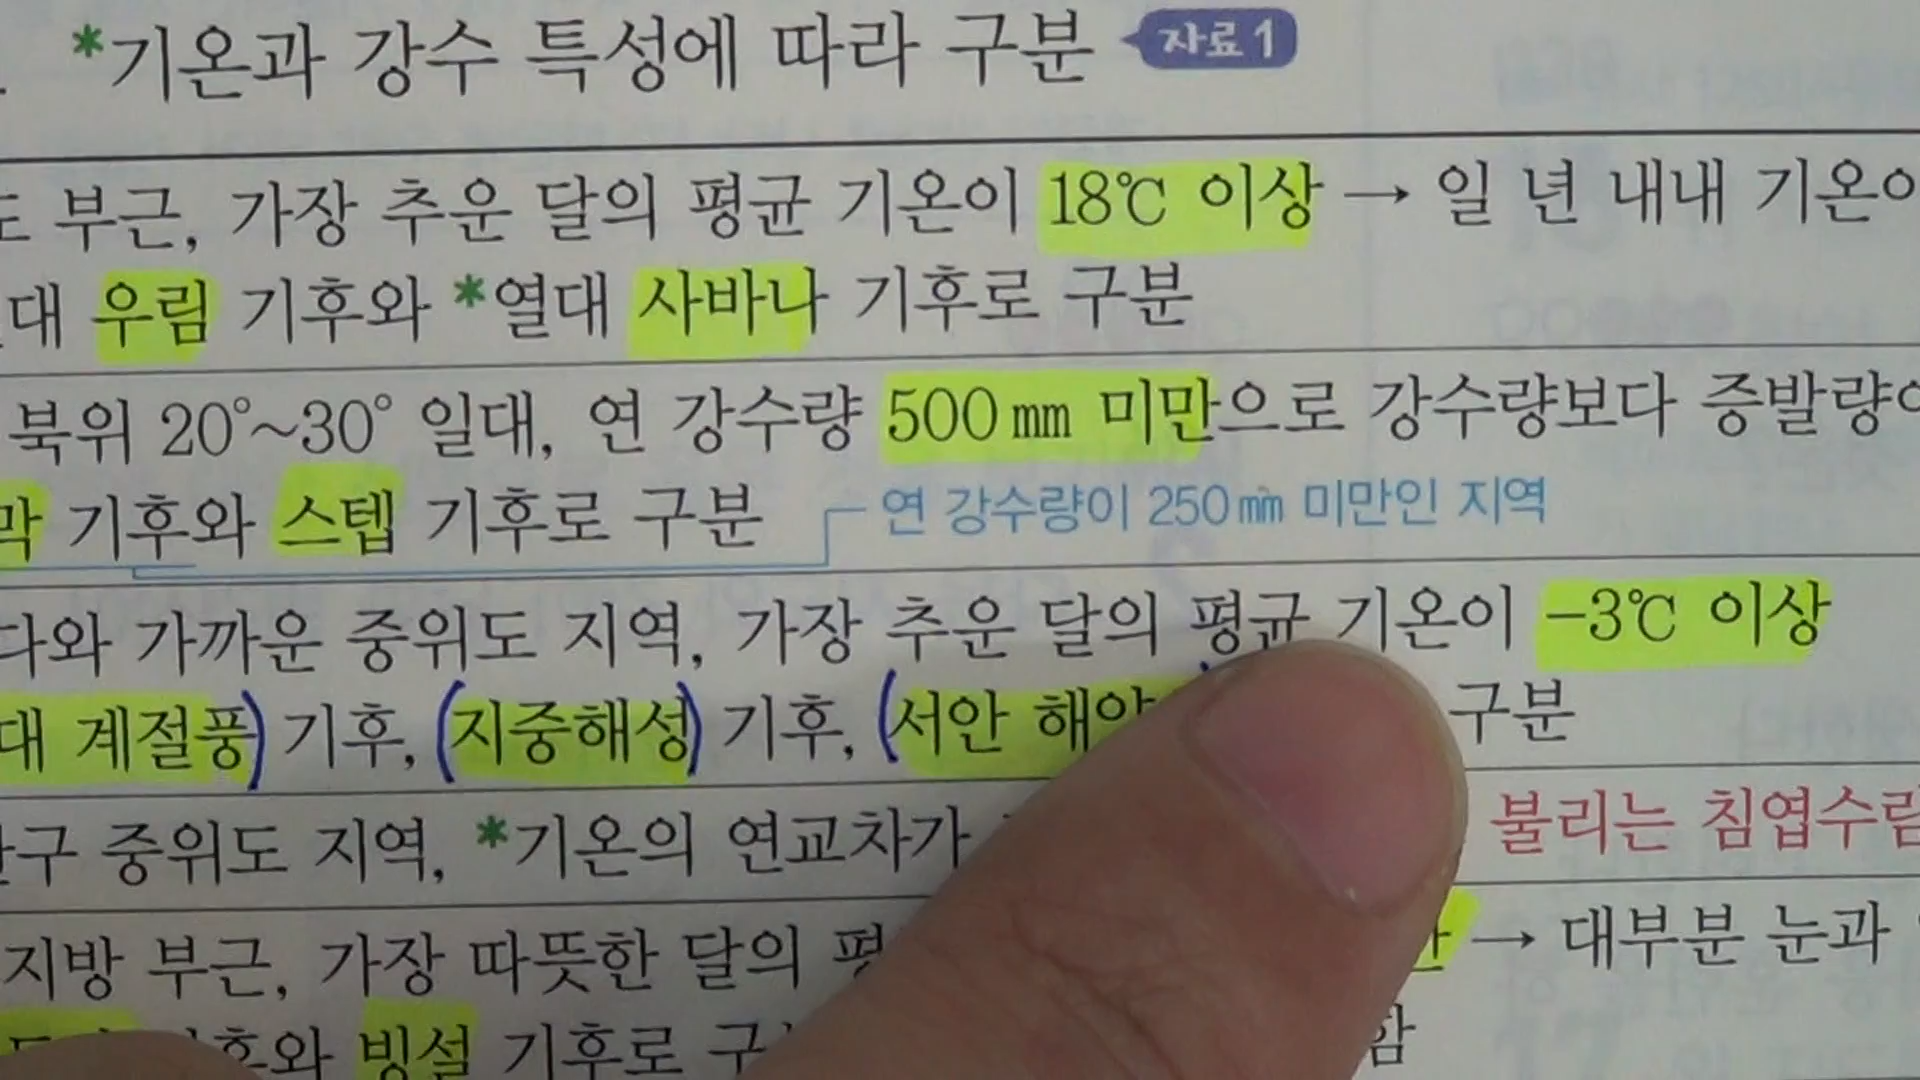 *기온과 강수 특성에 따라 구분 자료1
부근, 가장 추운 달의 평균 기온이 18℃ 이상 → 일 년 내내 기온이
대 우림 기후와 *열대 사바나 기후로 구분
북위 20°~30° 일대, 연 강수량 500㎜ 미만으로 강수량보다 증발량이
막 기후와 스텝 기후로 구분 연 강수량이 250㎜ 미만인 지역
다와 가까운 중위도 지역, 가장 추운 달의 평균 기온이 -3℃ 이상
대 계절풍) 기후, (지중해성) 기후, (서안 해양 구분
중위도 지역, *기온의 연교차가 불리는 침엽수림
지방 부근, 가장 따뜻한 달의 평 → 대부분 눈과
빙설 기후로 구 함